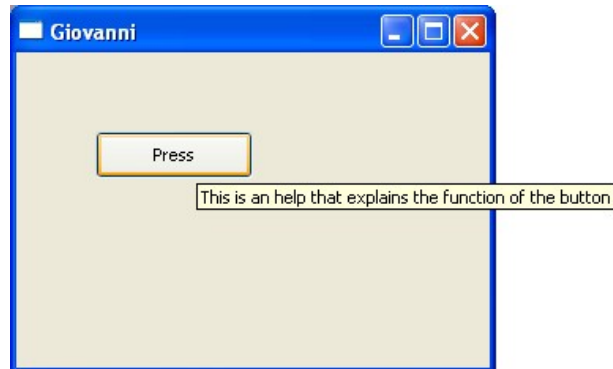 Giovanni
Press
This is an help that explains the function of the button